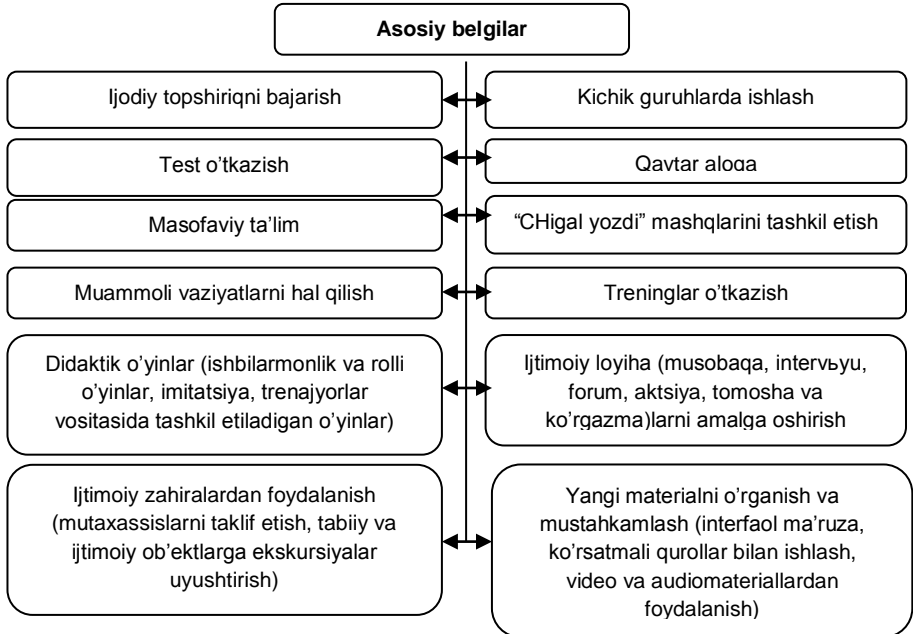 Asosiy belgilar
Ijodiy topshiriqni bajarish
Kichik guruhlarda ishlash
Test o’tkazish
Qaytar aloqa
Masofaviy ta’lim
“CHigal yozdi” mashqlarini tashkil etish
Muammoli vaziyatlarni hal qilish
Treninglar o’tkazish
Didaktik o’yinlar (ishbilarmonlik va rolli
o’yinlar, imitatsiya, trenajyorlar
vositasida tashkil etiladigan o’yinlar)
Ijtimoiy loyiha (musobaqa, intervьyu,
forum, aktsiya, tomosha va
ko’rgazma)larni amalga oshirish
Ijtimoiy zahiralardan foydalanish
(mutaxassislarni taklif etish, tabiiy va
ijtimoiy ob’ektlarga ekskursiyalar
uyushtirish)
Yangi materialni o’rganish va
mustahkamlash (interfaol ma’ruza,
ko’rsatmali qurollar bilan ishlash,
video va audiomateriallardan
foydalanish)